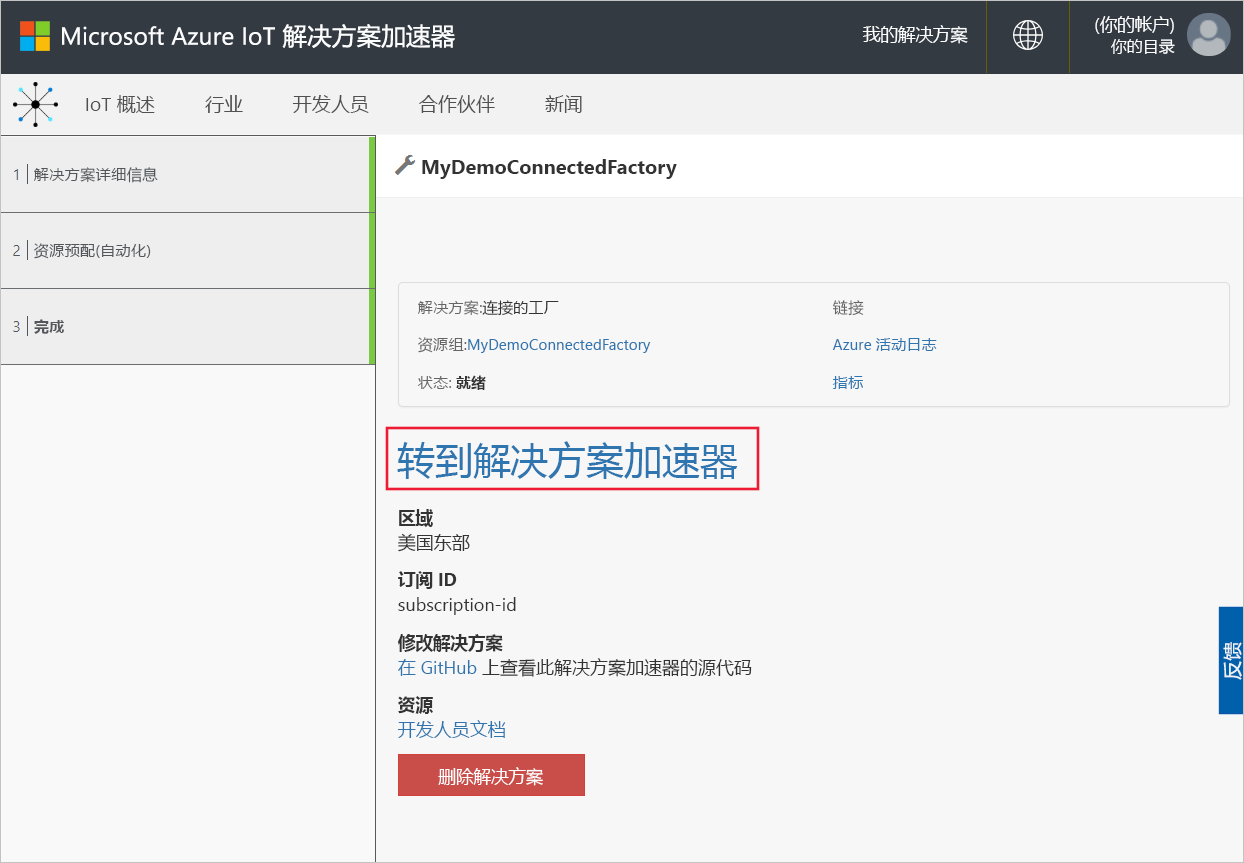 Microsoft Azure IoT 解决方案加速器
我的解决方案
(你的帐户)
你的目录
IoT 概述 行业 开发人员 合作伙伴 新闻
1 解决方案详细信息
2 资源预配(自动化)
3 完成
MyDemoConnectedFactory
解决方案:连接的工厂
资源组:MyDemoConnectedFactory
状态: 就绪
链接
Azure 活动日志
指标
转到解决方案加速器
区域
美国东部
订阅 ID
subscription-id
修改解决方案
在 GitHub 上查看此解决方案加速器的源代码
资源
开发人员文档
删除解决方案
反馈